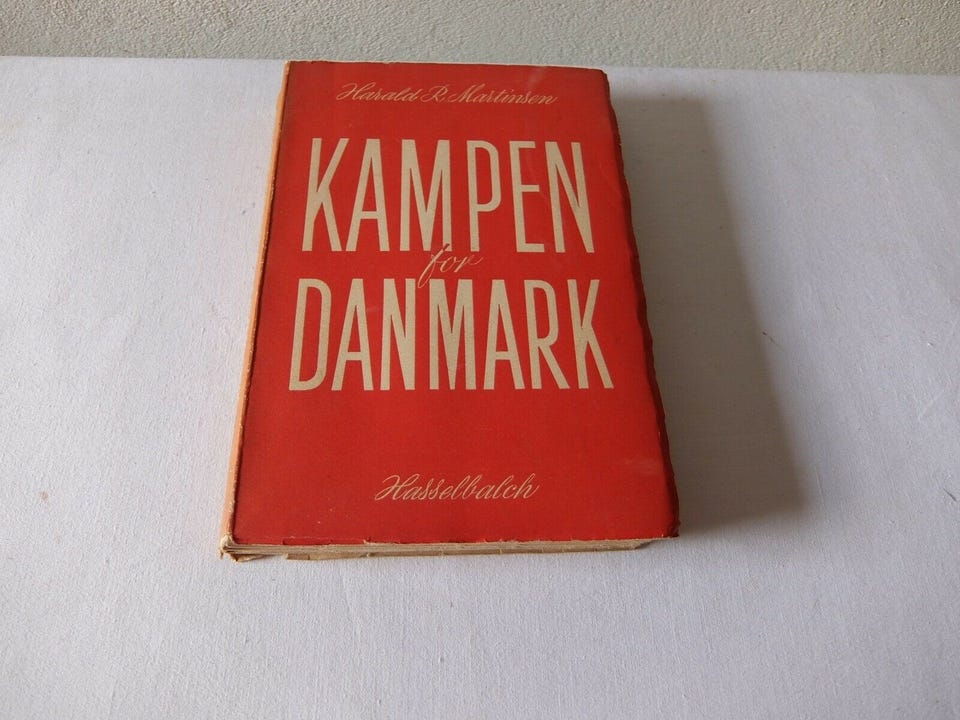 Harald R. Martinsen
KAMPEN
for
DANMARK
Hasselbalch